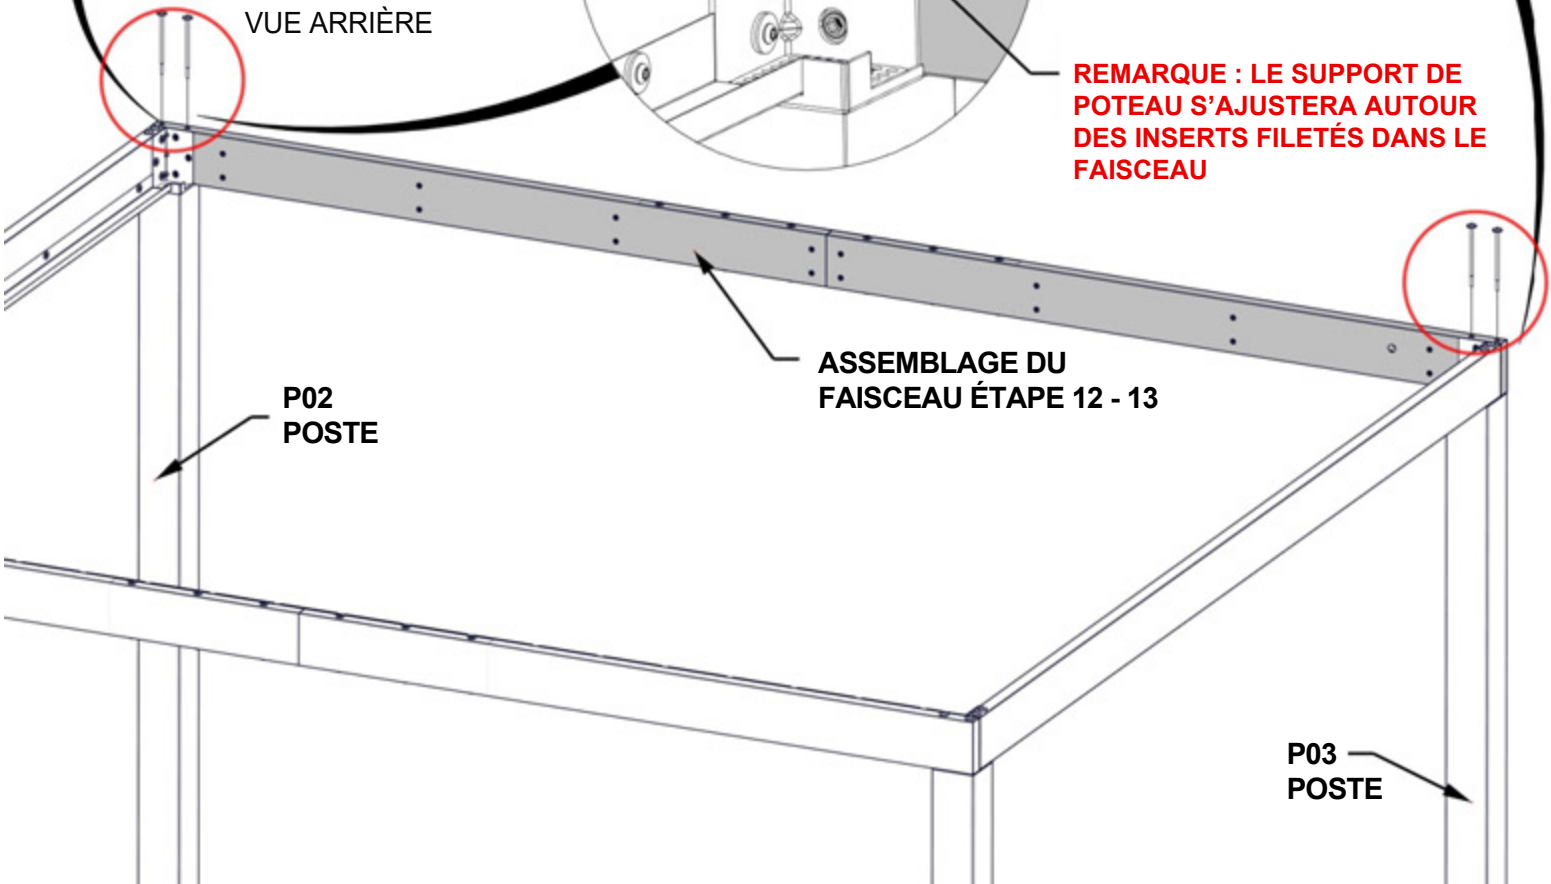 VUE ARRIÈRE
REMARQUE : LE SUPPORT DE
POTEAU S’AJUSTERA AUTOUR
DES INSERTS FILETÉS DANS LE
FAISCEAU
ASSEMBLAGE DU
FAISCEAU ÉTAPE 12 - 13
P02
POSTE
P03
POSTE